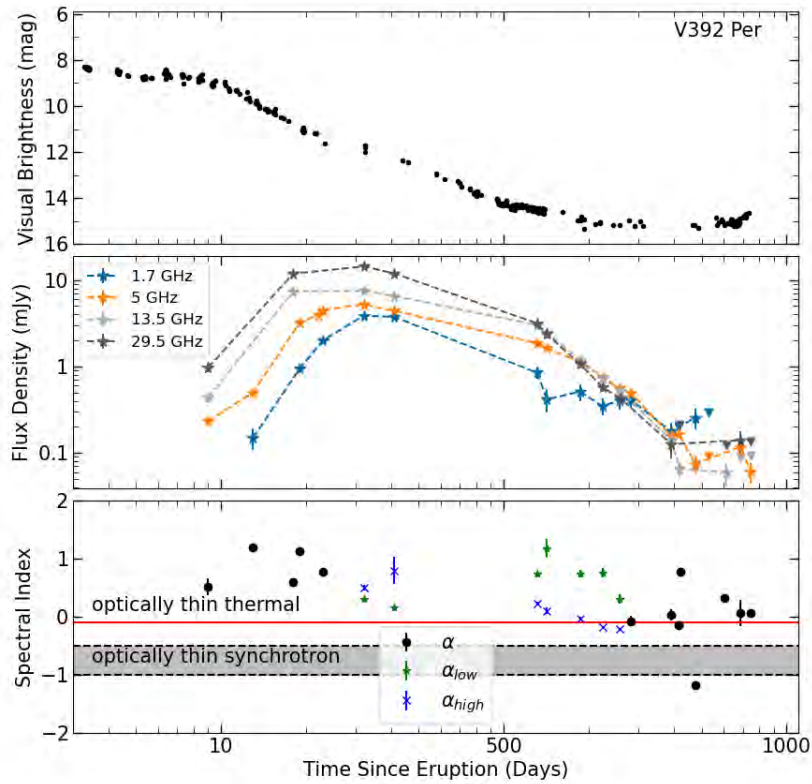 V392 Per
Visual Brightness (mag)
6
8
10
12
14
16
Flux Density (mJy)
10
1
0.1
1.7 GHz
5 GHz
13.5 GHz
29.5 GHz
Spectral Index
2
1
0
−1
−2
optically thin thermal
optically thin synchrotron
α
αlow
αhigh
10
500
1000
Time Since Eruption (Days)